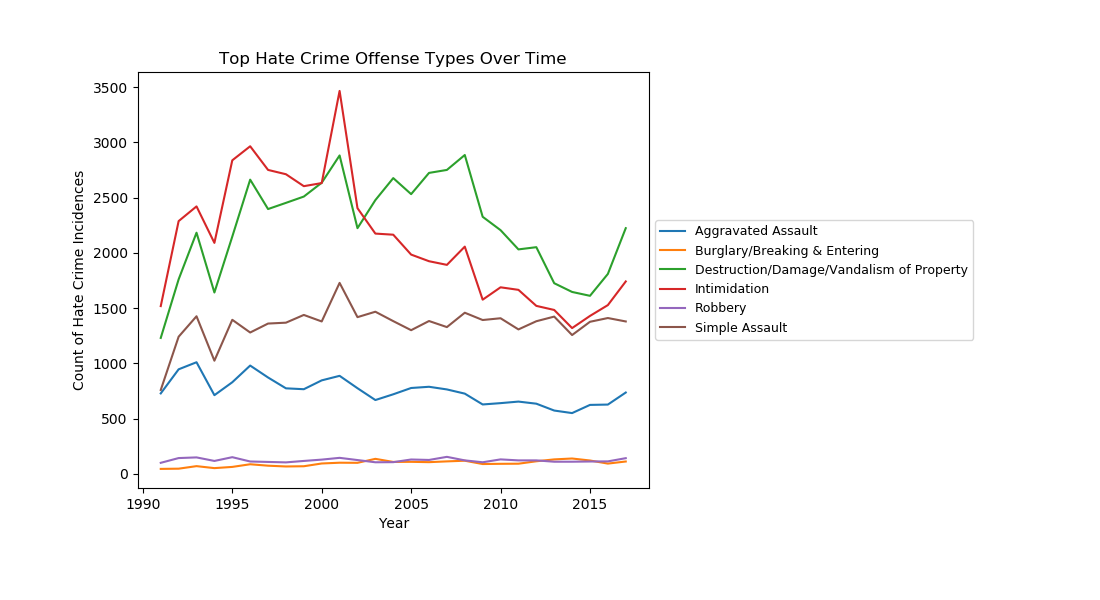 Top Hate Crime Offense Types Over Time
Count of Hate Crime Incidences
3500
3000
2500
2000
1500
1000
500
0
1990
1995
2000
2005
2010
2015
Year
Aggravated Assault
Burglary/Breaking & Entering
Destruction/Damage/Vandalism of Property
Intimidation
Robbery
Simple Assault